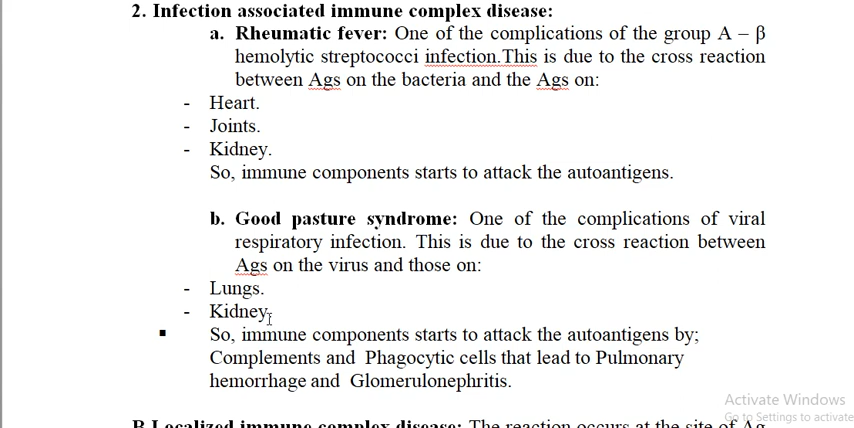 2. Infection associated immune complex disease:
a. Rheumatic fever: One of the complications of the group A – β
hemolytic streptococci infection.This is due to the cross reaction
between Ags on the bacteria and the Ags on:
- Heart.
- Joints.
- Kidney.
So, immune components starts to attack the autoantigens.
b. Good pasture syndrome: One of the complications of viral
respiratory infection. This is due to the cross reaction between
Ags on the virus and those on:
- Lungs.
- Kidney.
▪ So, immune components starts to attack the autoantigens by;
Complements and Phagocytic cells that lead to Pulmonary
hemorrhage and Glomerulonephritis.
B Localized immune complex disease: The reaction occurs at the site of Ag
Activate Windows
Go to Settings to activate